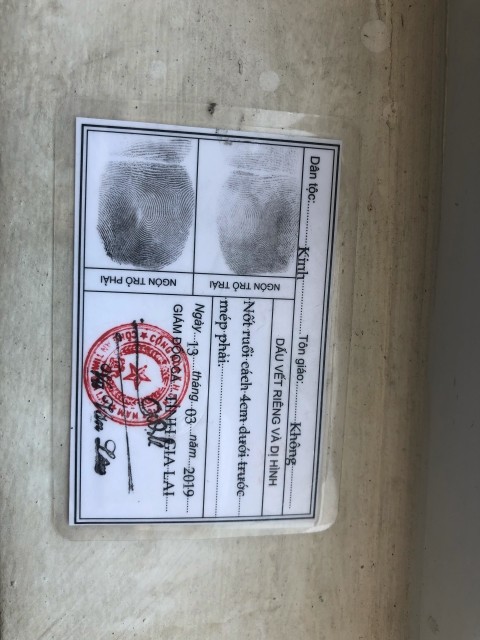 Dân tộc: Kinh Tôn giáo: Không
NGÓN TRỎ TRÁI
NGÓN TRỎ PHẢI
DẤU VẾT RIÊNG VÀ DỊ HÌNH
Nốt ruồi cách 4cm dưới trước
mép phải.
Ngày 13 tháng 03 năm 2019
GIÁM ĐỐC CA TỈNH GIA LAI